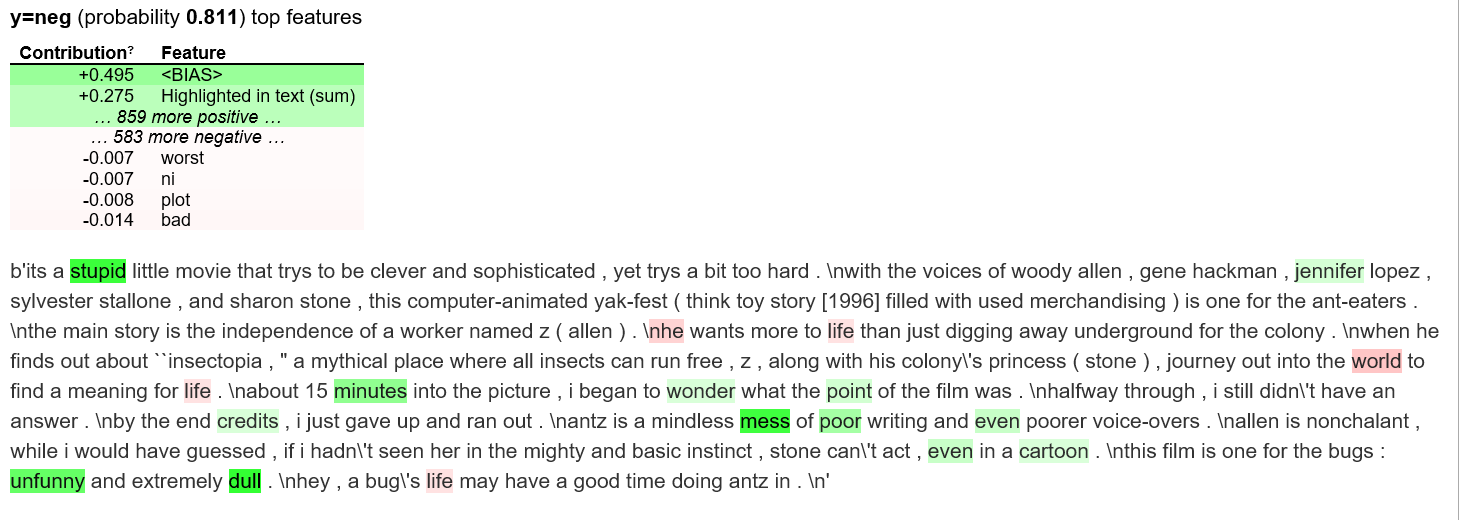 y=neg (probability 0.811) top features
Contribution? Feature
+0.495 <BIAS>
+0.275 Highlighted in text (sum)
… 859 more positive …
… 583 more negative …
-0.007 worst
-0.007 ni
-0.008 plot
-0.014 bad
b'its a stupid little movie that trys to be clever and sophisticated , yet trys a bit too hard . \nwith the voices of woody allen , gene hackman , jennifer lopez ,
sylvester stallone , and sharon stone , this computer-animated yak-fest ( think toy story [1996] filled with used merchandising ) is one for the ant-eaters .
\nthe main story is the independence of a worker named z ( allen ) . \nhe wants more to life than just digging away underground for the colony . \nwhen he
finds out about ``insectopia , " a mythical place where all insects can run free , z , along with his colony\'s princess ( stone ) , journey out into the world to
find a meaning for life . \nabout 15 minutes into the picture , i began to wonder what the point of the film was . \nhalfway through , i still didn\'t have an
answer . \nby the end credits , i just gave up and ran out . \nantz is a mindless mess of poor writing and even poorer voice-overs . \nallen is nonchalant ,
while i would have guessed , if i hadn\'t seen her in the mighty and basic instinct , stone can\'t act , even in a cartoon . \nthis film is one for the bugs :
unfunny and extremely dull . \nhey , a bug\'s life may have a good time doing antz in . \n'